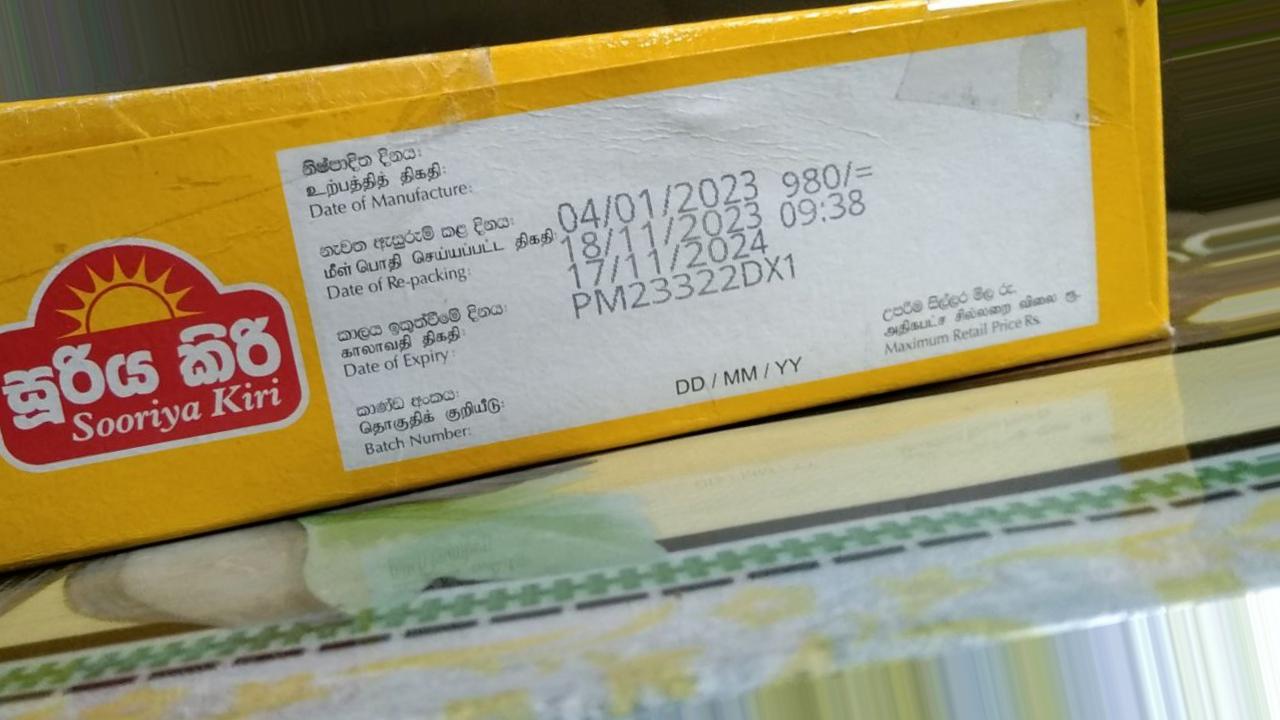 සූරිය කිරි
Sooriya Kiri
නිෂ්පාදිත දිනය:
உற்பத்தித் திகதி:
Date of Manufacture:
නැවත ඇසුරුම් කළ දිනය:
மீள் பொதி செய்யப்பட்ட திகதி:
Date of Re-packing:
කාලය ඉකුත්වීමේ දිනය:
காலாவதி திகதி:
Date of Expiry:
කාණ්ඩ අංකය:
தொகுதிக் குறியீடு:
Batch Number:
04/01/2023 980/=
18/11/2023 09:38
17/11/2024
PM23322DX1
DD / MM / YY
උපරිම සිල්ලර මිල රු.
அதிகபட்ச சில்லறை விலை ரூ.
Maximum Retail Price Rs.